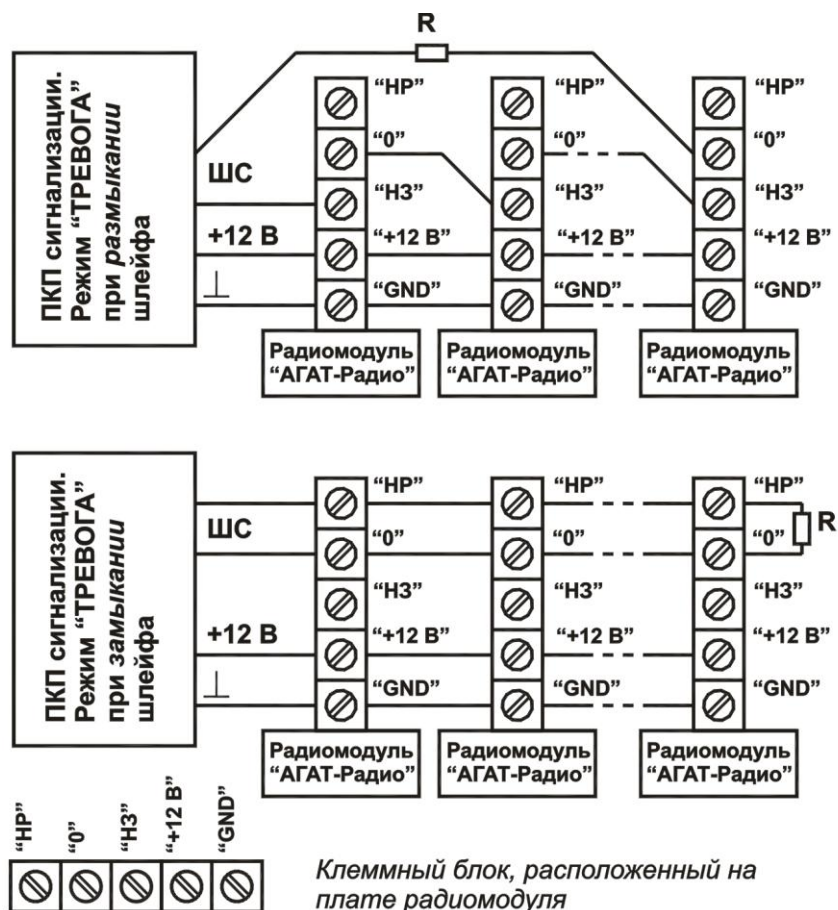 R
ПКП сигнализации.
Режим “ТРЕВОГА”
при размыкании
шлейфа
ШС
+12 В
“НР”
“0”
“НЗ”
“+12 В”
“GND”
“НР”
“0”
“НЗ”
“+12 В”
“GND”
“НР”
“0”
“НЗ”
“+12 В”
“GND”
Радиомодуль
“АГАТ-Радио”
Радиомодуль
“АГАТ-Радио”
Радиомодуль
“АГАТ-Радио”
ПКП сигнализации.
Режим “ТРЕВОГА”
при замыкании
шлейфа
ШС
+12 В
“НР”
“0”
“НЗ”
“+12 В”
“GND”
“НР”
“0”
“НЗ”
“+12 В”
“GND”
“НР”
“0”
“НЗ”
“+12 В”
“GND”
R
Радиомодуль
“АГАТ-Радио”
Радиомодуль
“АГАТ-Радио”
Радиомодуль
“АГАТ-Радио”
“НР”
“0”
“НЗ”
“+12 В”
“GND”
Клеммный блок, расположенный на
плате радиомодуля